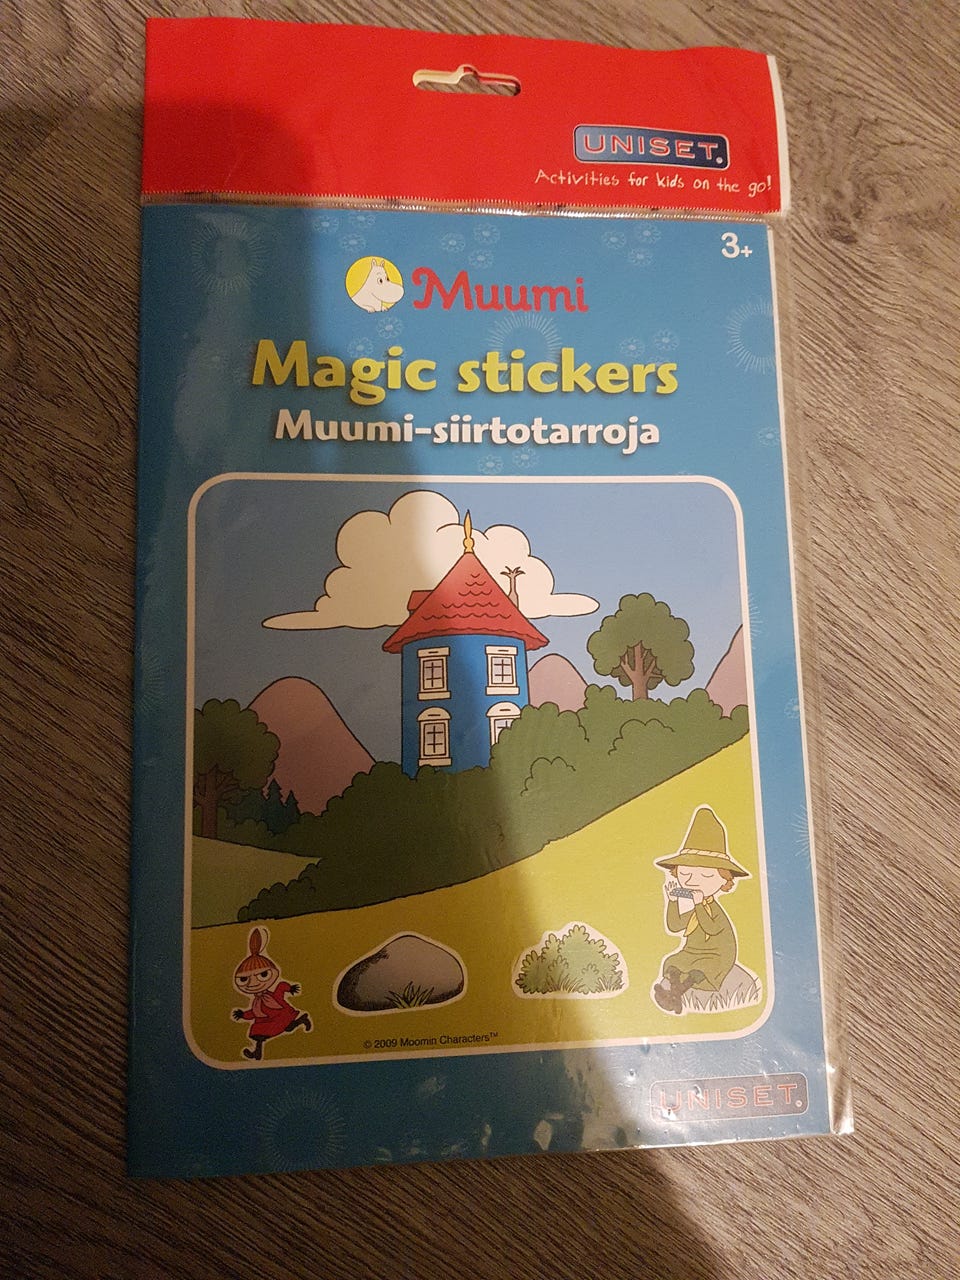 UNISET.
Activities for kids on the go!
3+
Muumi
Magic stickers
Muumi-siirtotarroja
© 2009 Moomin Characters™
UNISET.